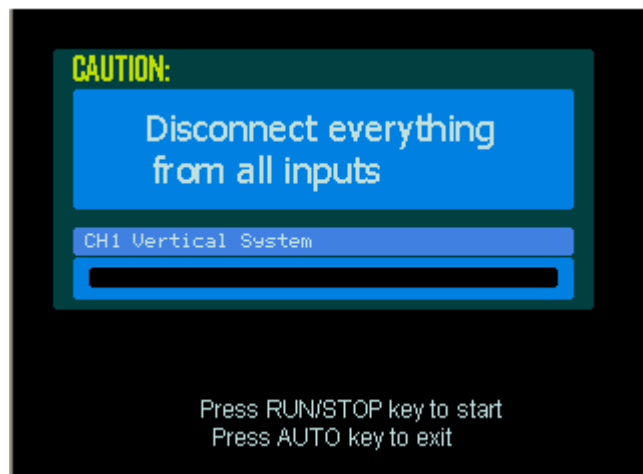 CAUTION:
Disconnect everything
from all inputs
CH1 Vertical System
Press RUN/STOP key to start
Press AUTO key to exit